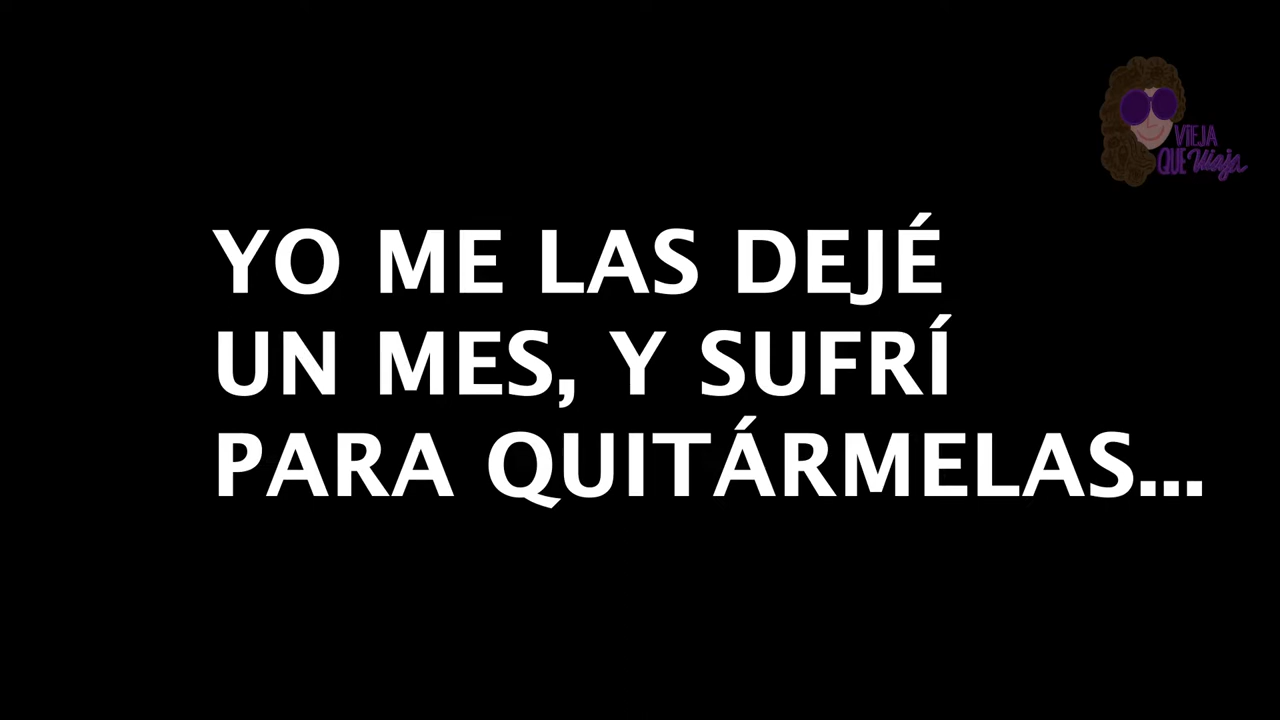 VIEJA
QUE Viaja
YO ME LAS DEJÉ
UN MES, Y SUFRÍ
PARA QUITÁRMELAS...